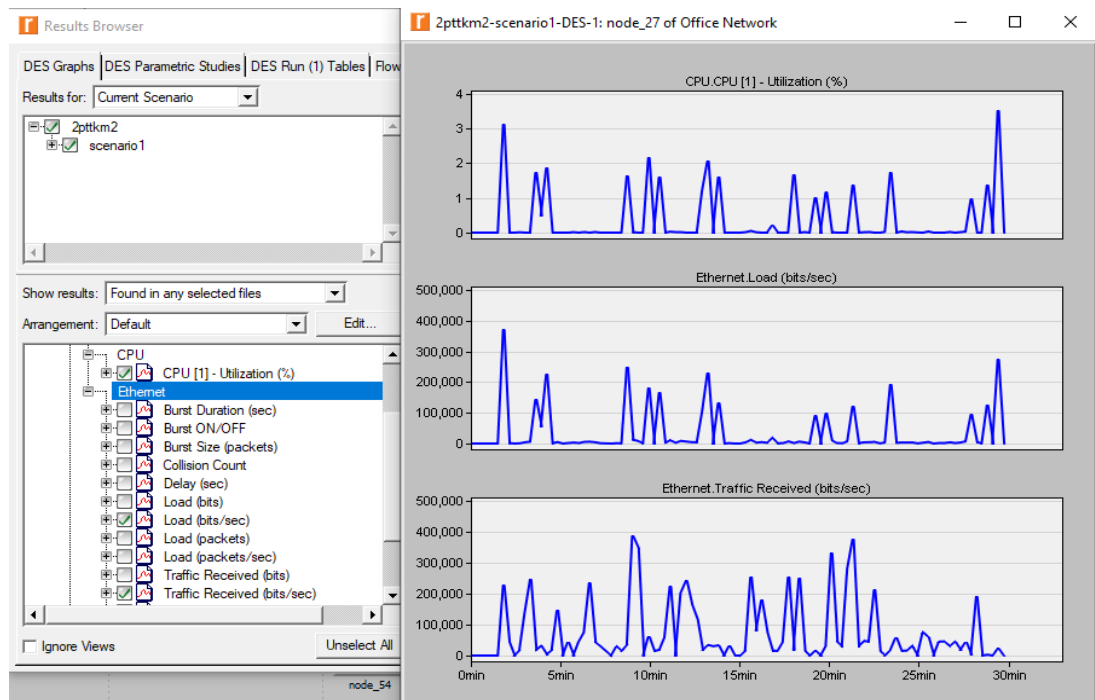 Results Browser
DES Graphs DES Parametric Studies DES Run (1) Tables Flow
Results for: Current Scenario
2pttkm2
scenario1
Show results: Found in any selected files
Arrangement: Default Edit...
CPU
CPU [1] - Utilization (%)
Ethernet
Burst Duration (sec)
Burst ON/OFF
Burst Size (packets)
Collision Count
Delay (sec)
Load (bits)
Load (bits/sec)
Load (packets)
Load (packets/sec)
Traffic Received (bits)
Traffic Received (bits/sec)
Ignore Views Unselect All
node_54
2pttkm2-scenario1-DES-1: node_27 of Office Network
CPU.CPU [1] - Utilization (%)
4
3
2
1
0
Ethernet.Load (bits/sec)
500,000
400,000
300,000
200,000
100,000
0
Ethernet.Traffic Received (bits/sec)
500,000
400,000
300,000
200,000
100,000
0
0min 5min 10min 15min 20min 25min 30min